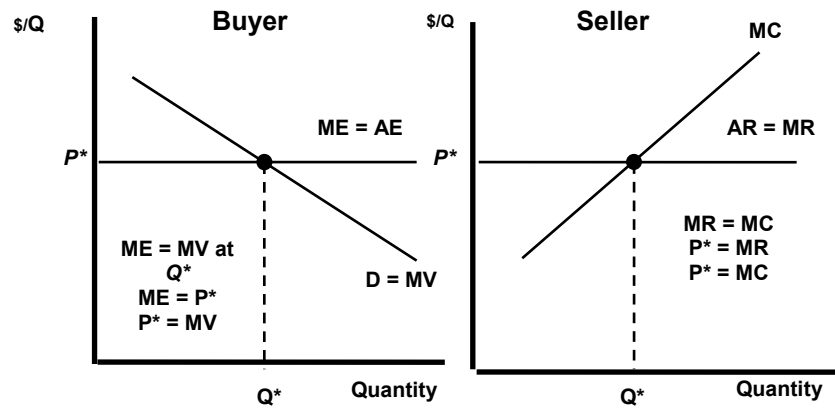 Buyer
$/Q
ME = AE
P*
ME = MV at
Q*
ME = P*
P* = MV
D = MV
Q*
Quantity
Seller
$/Q
MC
AR = MR
P*
MR = MC
P* = MR
P* = MC
Q*
Quantity